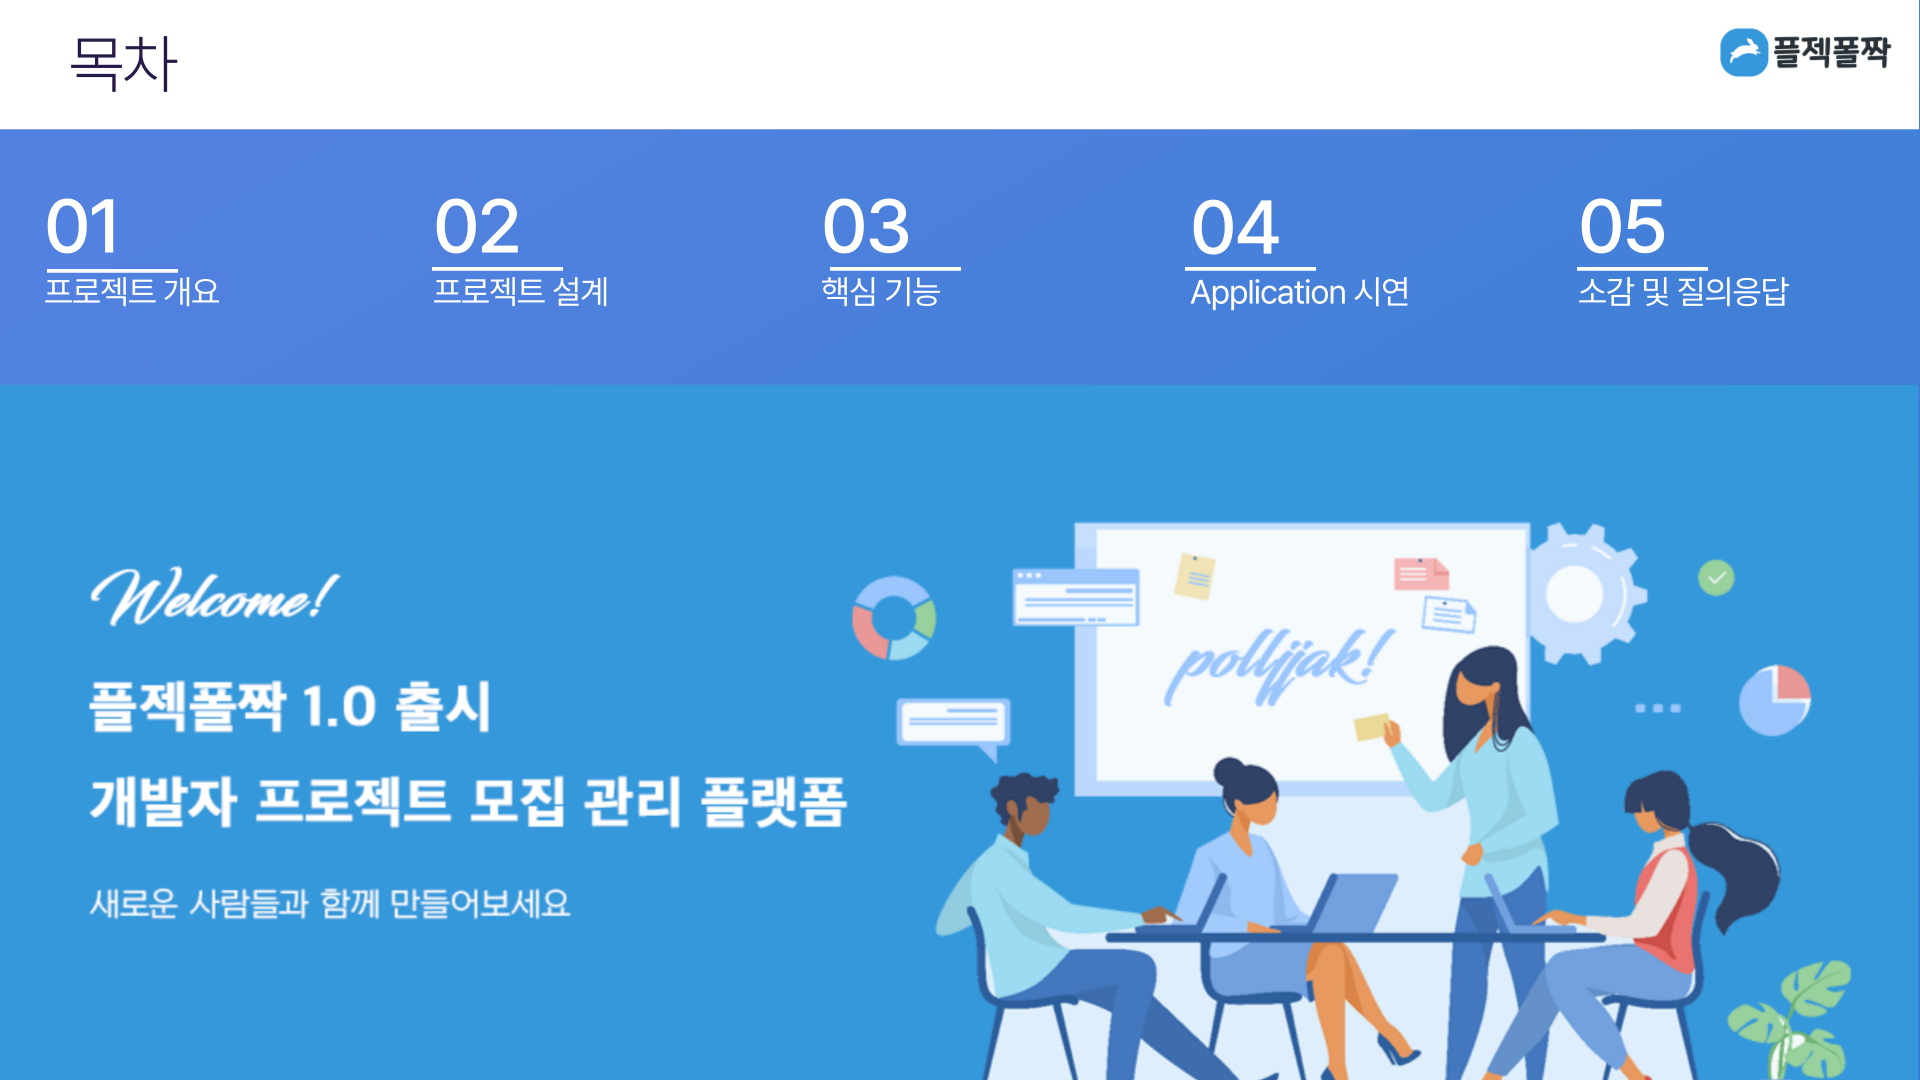 목차
플젝폴짝
01
프로젝트 개요
02
프로젝트 설계
03
핵심 기능
04
Application 시연
05
소감 및 질의응답
Welcome!
플젝폴짝 1.0 출시
개발자 프로젝트 모집 관리 플랫폼
새로운 사람들과 함께 만들어보세요
polljjak!